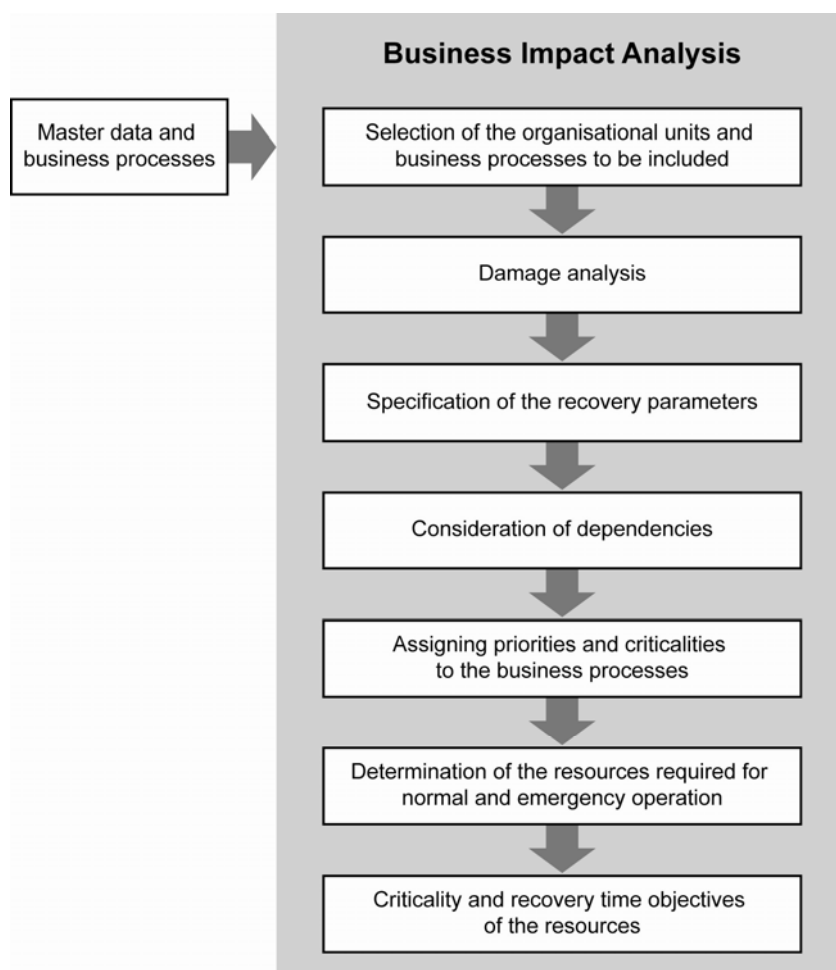 Business Impact Analysis
Master data and
business processes
Selection of the organisational units and
business processes to be included
Damage analysis
Specification of the recovery parameters
Consideration of dependencies
Assigning priorities and criticalities
to the business processes
Determination of the resources required for
normal and emergency operation
Criticality and recovery time objectives
of the resources